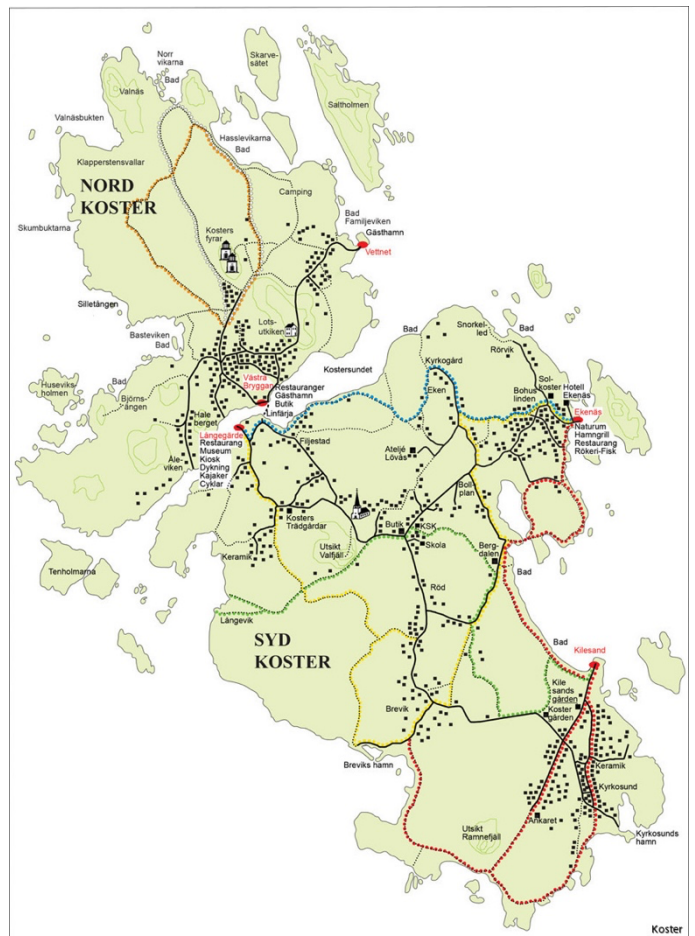 Norr
vikarna
Bad
Skarve-
sätet
Valnäs
Saltholmen
Valnäsbukten
Hasslevikarna
Bad
Klapperstensvallar
NORD
KOSTER
Camping
Skumbuktarna
Kosters
fyrar
Bad
Familjeviken
Gästhamn
Vettnet
Silletången
Lots-
utkiken
Basteviken
Bad
Kostersundet
Huseviks-
holmen
Bad
Björns-
ängen
Västra
Bryggan
Restauranger
Gästhamn
Butik
Linfärja
Hale
berget
Åle-
viken
Långegärde
Restaurang
Museum
Kiosk
Dykning
Kajaker
Cyklar
Filjestad
Bad
Kyrkogård
Eken
Snorkel-
led
Bad
Rörvik
Sol-
koster
Hotell
Ekenäs
Bohus
linden
Ekenäs
Naturum
Hamngrill
Restaurang
Rökeri-Fisk
Ateljé
Lövås
Boll-
plan
Kosters
Trädgårdar
Butik
KSK
Skola
Utsikt
Valfjäll
Keramik
Berg-
dalen
Bad
Tenholmarna
Röd
Långevik
SYD
KOSTER
Bad
Kilesand
Kile
sands
gården
Koster
gården
Brevik
Breviks hamn
Keramik
Kyrkosund
Ankaret
Utsikt
Ramnefjäll
Kyrkosunds
hamn
Koster